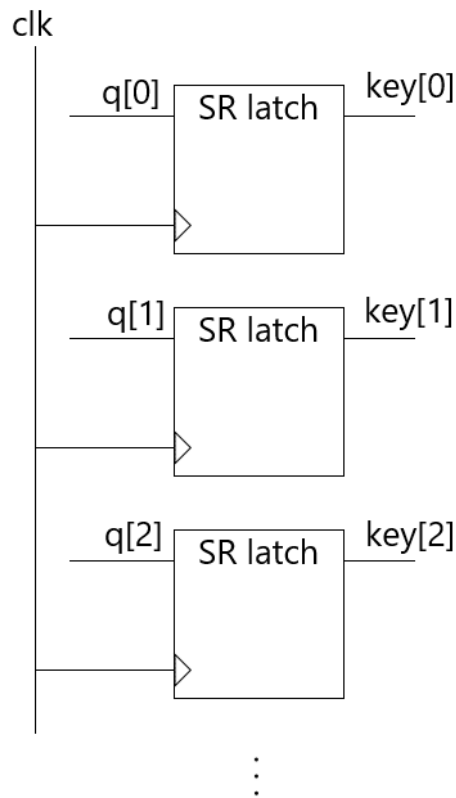 clk
q[0]
SR latch
key[0]
q[1]
SR latch
key[1]
q[2]
SR latch
key[2]